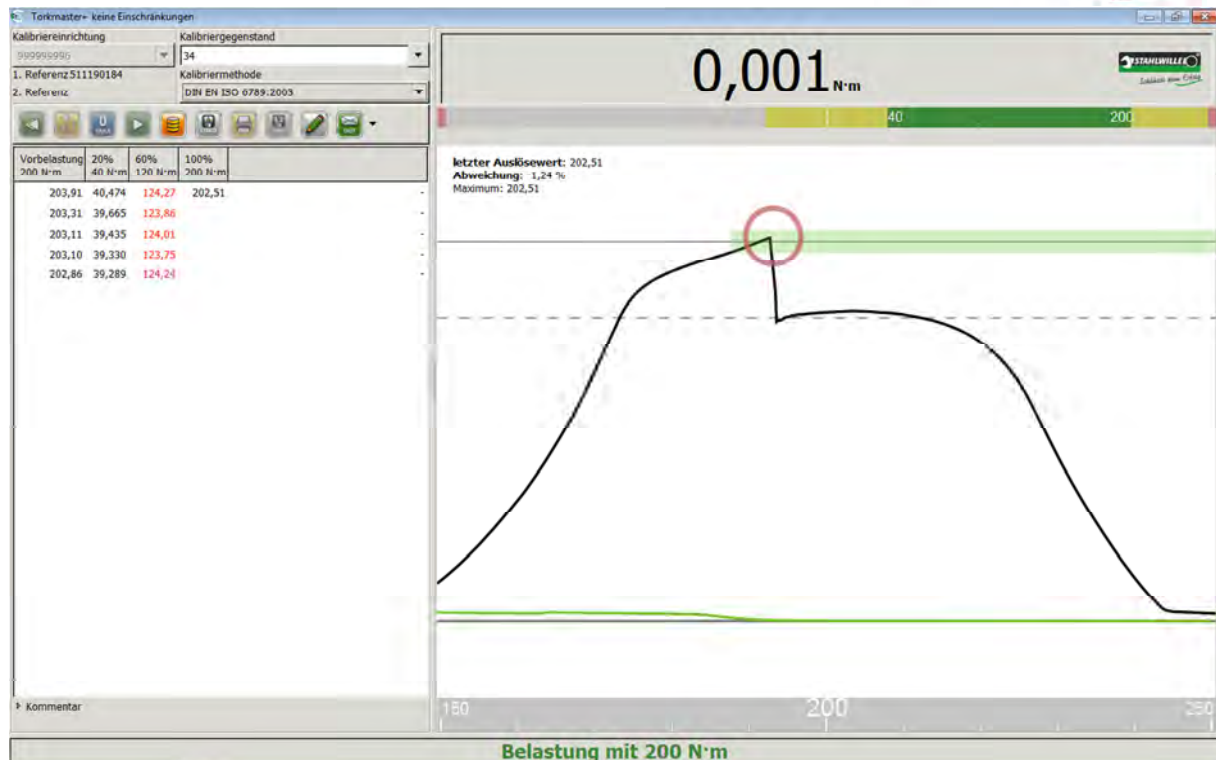 Torkmaster+ keine Einschränkungen
Kalibriereinrichtung
Kalibriergegenstand
999999996
34
1. Referenz 511190184
Kalibriermethode
2. Referenz
DIN EN ISO 6789:2003
0,001 N·m
STAHLWILLE
40
200
Vorbelastung 20% 60% 100%
200 N·m 40 N·m 120 N·m 200 N·m
203,91 40,474 124,27 202,51 -
203,31 39,665 123,86 -
203,11 39,435 124,01 -
203,10 39,330 123,75 -
202,86 39,289 124,24 -
letzter Auslösewert: 202,51
Abweichung: 1,24 %
Maximum: 202,51
Kommentar
200
Belastung mit 200 N·m